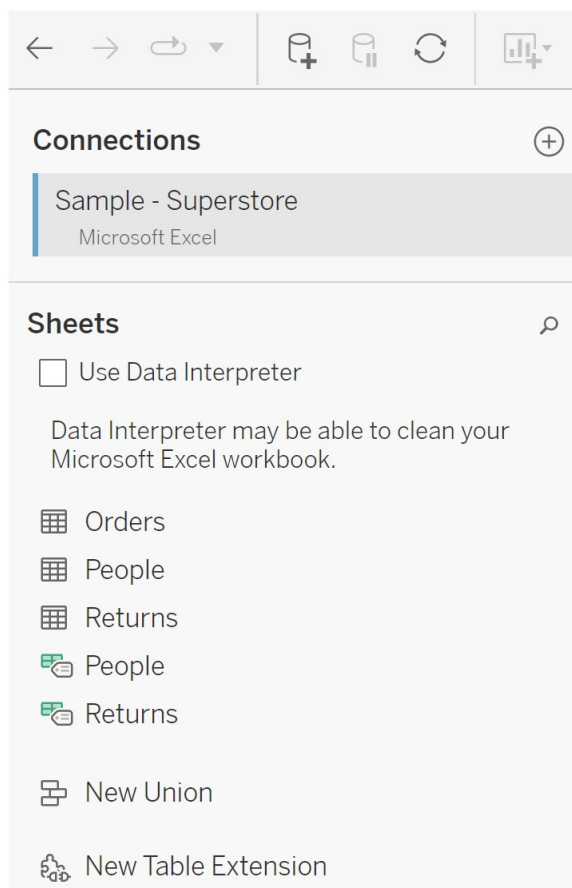 Connections
Sample - Superstore
Microsoft Excel
Sheets
Use Data Interpreter
Data Interpreter may be able to clean your
Microsoft Excel workbook.
Orders
People
Returns
People
Returns
New Union
New Table Extension